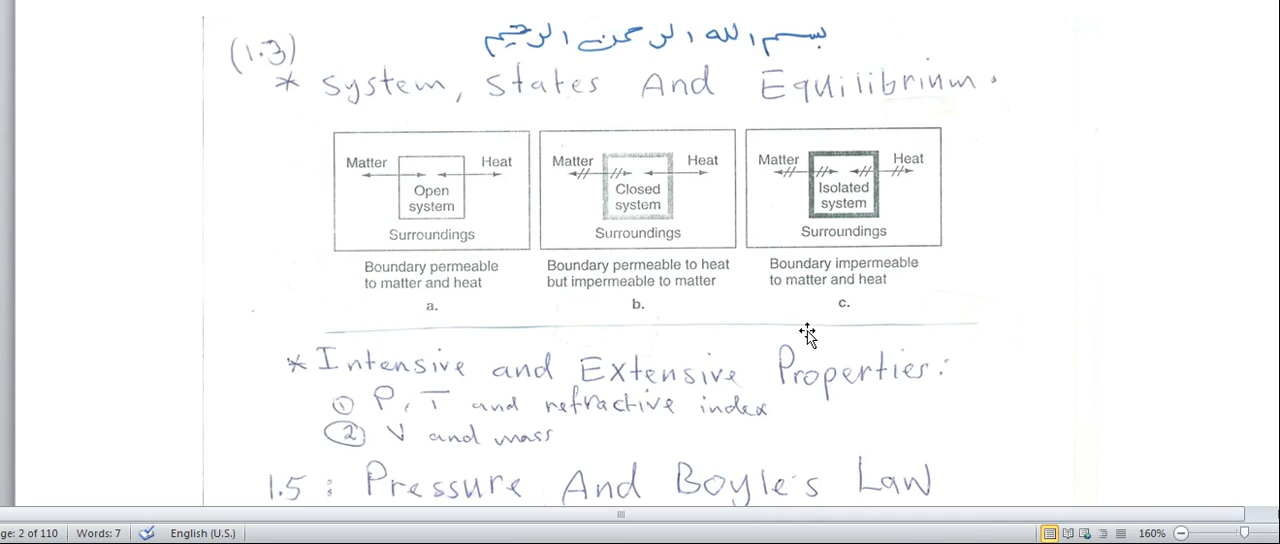 بسم الله الرحمن الرحيم
(1.3)
* System, States And Equilibrium.
Matter Heat
Open
system
Surroundings
Boundary permeable
to matter and heat
a.
Matter Heat
Closed
system
Surroundings
Boundary permeable to heat
but impermeable to matter
b.
Matter Heat
Isolated
system
Surroundings
Boundary impermeable
to matter and heat
c.
* Intensive and Extensive Properties:
① P, T and refractive index
② V and mass
1.5: Pressure And Boyle's Law
ge: 2 of 110 Words: 7 English (U.S.) 160%